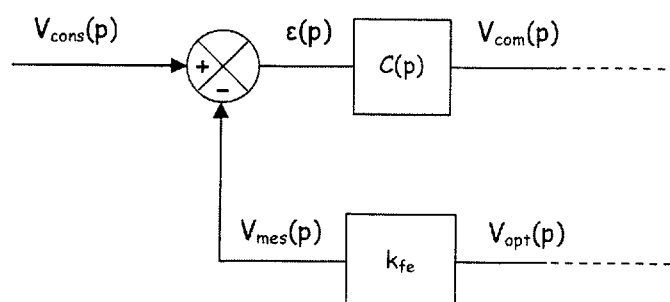 V_cons(p)
ε(p)
V_com(p)
+
C(p)
-
V_mes(p)
V_opt(p)
k_fe